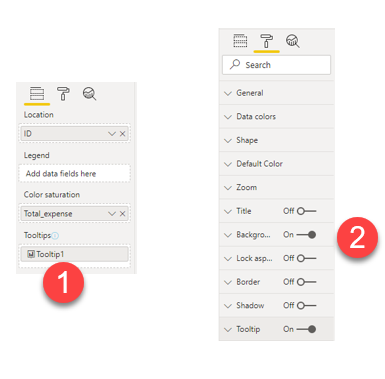 Location
ID
Legend
Add data fields here
Color saturation
Total_expense
Tooltips
Tooltip1
1
Search
General
Data colors
Shape
Default Color
Zoom
Title Off
Backgro... On
Lock asp... Off
Border Off
Shadow Off
Tooltip On
2